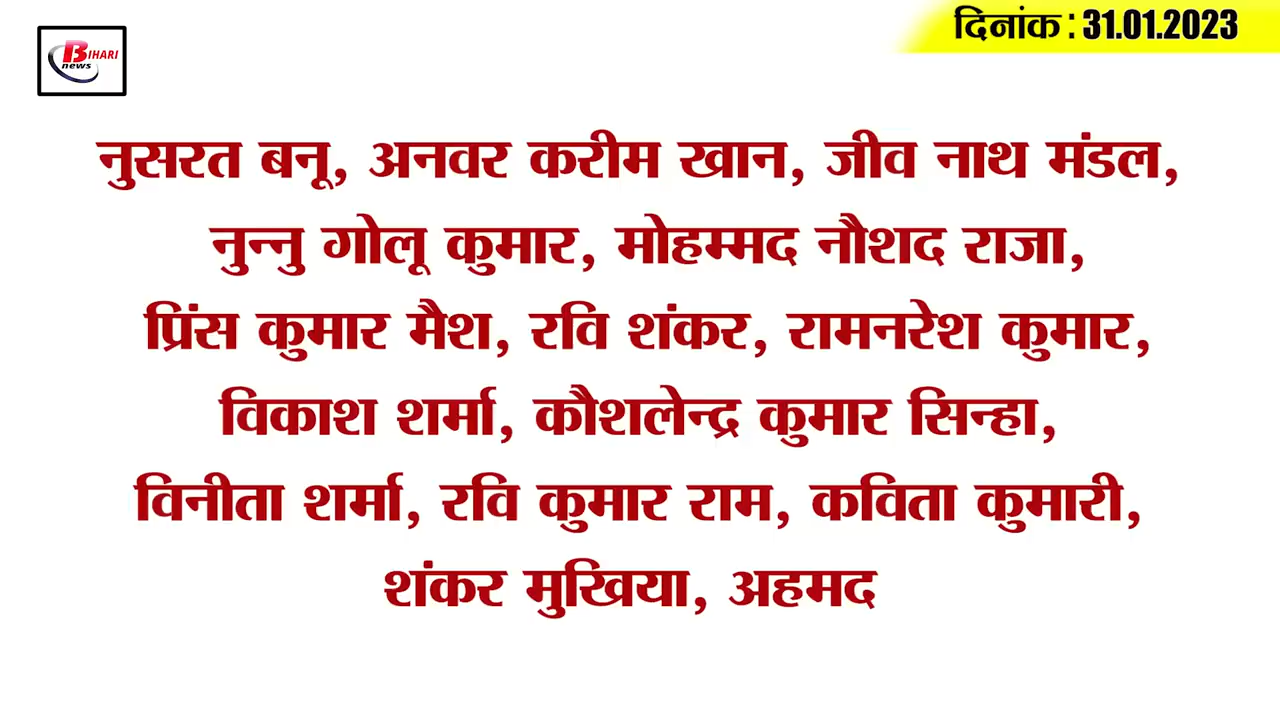 BIHARI
news
दिनांक : 31.01.2023
नुसरत बनू, अनवर करीम खान, जीव नाथ मंडल,
नुन्नु गोलू कुमार, मोहम्मद नौशद राजा,
प्रिंस कुमार मैश, रवि शंकर, रामनरेश कुमार,
विकाश शर्मा, कौशलेन्द्र कुमार सिन्हा,
विनीता शर्मा, रवि कुमार राम, कविता कुमारी,
शंकर मुखिया, अहमद